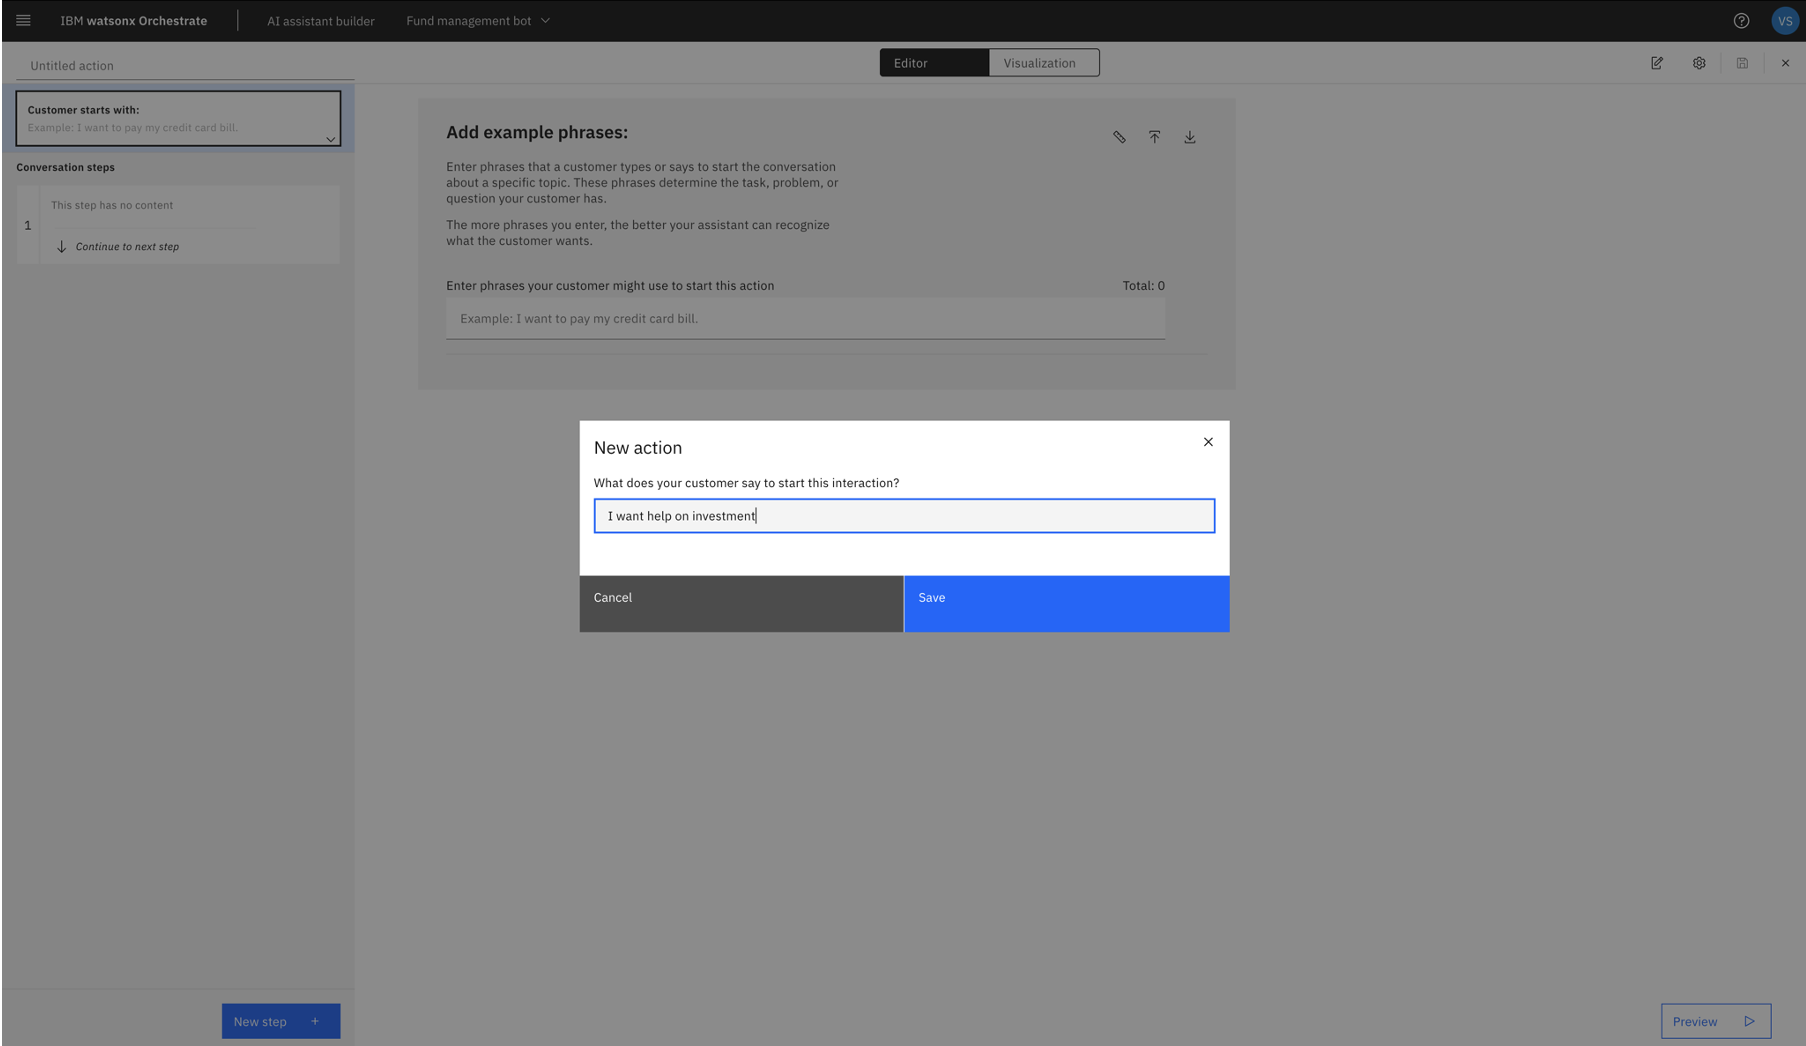 IBM watsonx Orchestrate
AI assistant builder
Fund management bot
VS
Untitled action
Editor
Visualization
Customer starts with:
Example: I want to pay my credit card bill.
Conversation steps
1
This step has no content
Continue to next step
Add example phrases:
Enter phrases that a customer types or says to start the conversation
about a specific topic. These phrases determine the task, problem, or
question your customer has.
The more phrases you enter, the better your assistant can recognize
what the customer wants.
Enter phrases your customer might use to start this action
Total: 0
Example: I want to pay my credit card bill.
New action
What does your customer say to start this interaction?
I want help on investment
Cancel
Save
New step +
Preview